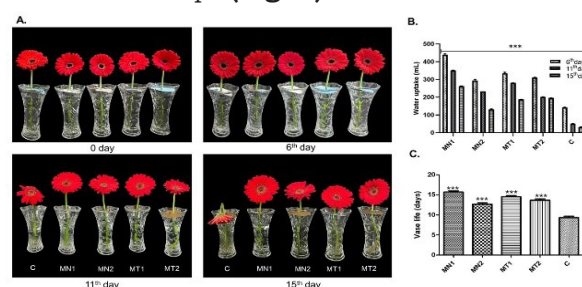 A.
0 day
6th day
C MN1 MN2 MT1 MT2
11th day
C MN1 MN2 MT1 MT2
15th day
B.
***
500
400
300
200
100
0
Water uptake (mL)
11th
15th
MN1 MN2 MT1 MT2 C
C.
20
15
10
5
0
Vase life (days)
*** *** *** ***
MN1 MN2 MT1 MT2 C